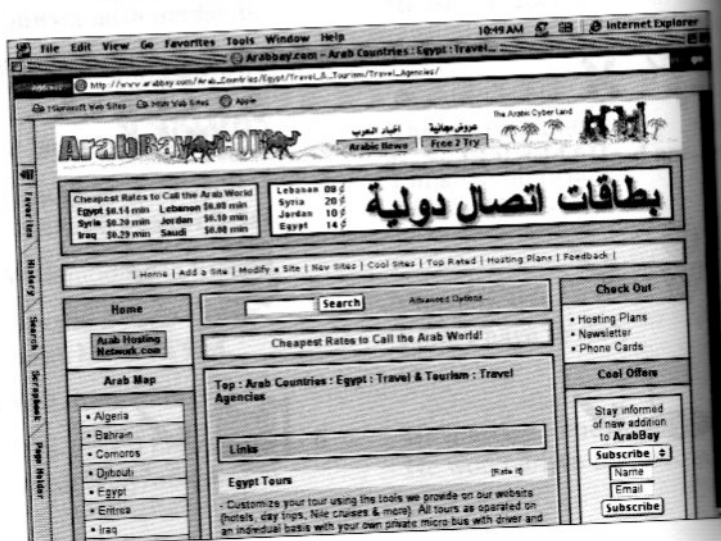 File Edit View Go Favorites Tools Window Help 10:49 AM Internet Explorer
Arabbay.com – Arab Countries : Egypt : Travel_
http://www.arabbay.com/Arab_Countries/Egypt/Travel_&_Tourism/Travel_Agencies/
Microsoft Web Sites MSN Web Sites Apple
ArabBay.com
اخبار العرب
Arabic News
عروض مجانية
Free 2 Try
The Arabic Cyber Land
Cheapest Rates to Call the Arab World
Egypt $0.14 min Lebanon $0.08 min
Syria $0.20 min Jordan $0.10 min
Iraq $0.29 min Saudi $0.08 min
Lebanon 08 ¢
Syria 20 ¢
Jordan 10 ¢
Egypt 14 ¢
بطاقات اتصال دولية
| Home | Add a Site | Modify a Site | New Sites | Cool Sites | Top Rated | Hosting Plans | Feedback |
Favorites
History
Search
Scrapbook
Page Holder
Home
Arab Hosting
Network.com
Arab Map
• Algeria
• Bahrain
• Comoros
• Djibouti
• Egypt
• Eritrea
• Iraq
Search Advanced Options
Cheapest Rates to Call the Arab World!
Top : Arab Countries : Egypt : Travel & Tourism : Travel
Agencies
Links
Egypt Tours [Rate it]
- Customize your tour using the tools we provide on our website
(hotels, day trips, Nile cruises & more). All tours as operated on
an individual basis with your own private micro bus with driver and
Check Out
• Hosting Plans
• Newsletter
• Phone Cards
Cool Offers
Stay informed
of new addition
to ArabBay
Subscribe
Name
Email
Subscribe